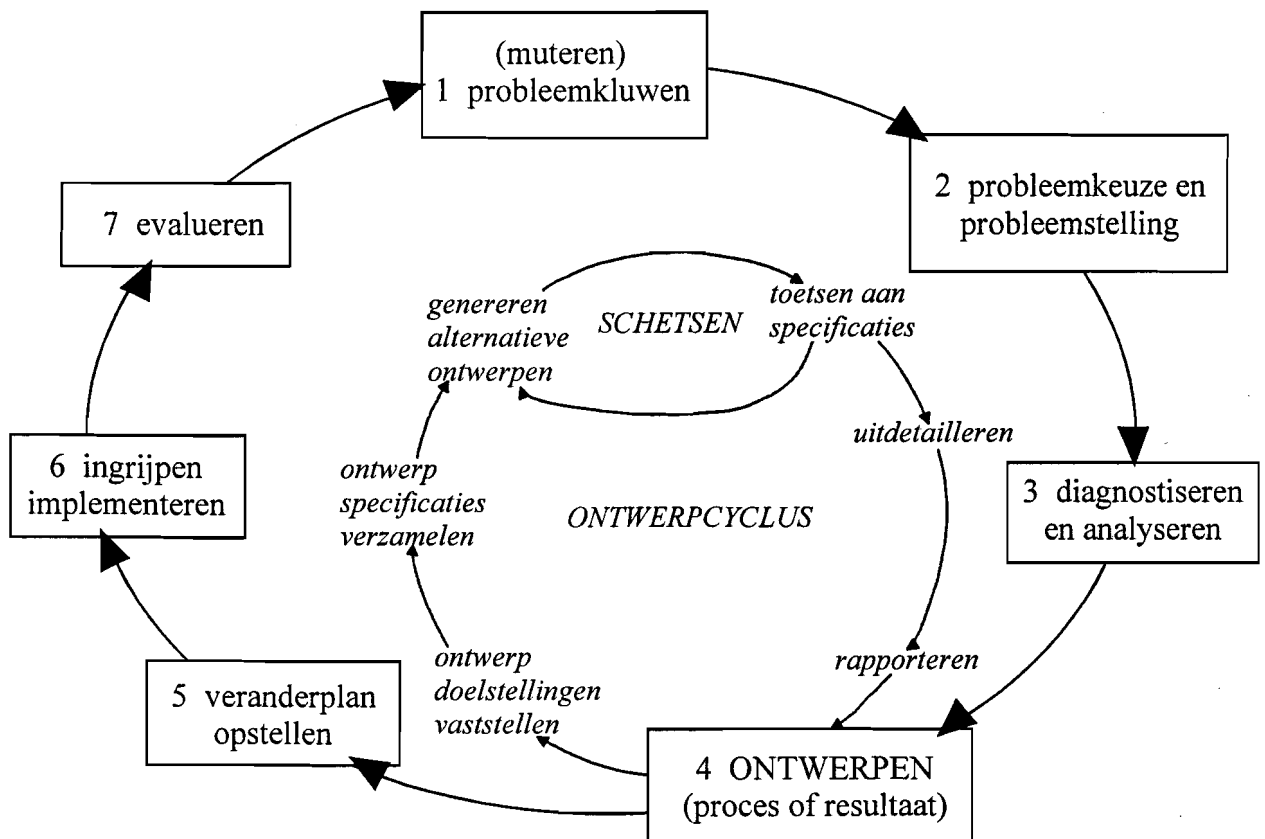 (muteren)
1 probleemkluwen
2 probleemkeuze en
probleemstelling
3 diagnostiseren
en analyseren
4 ONTWERPEN
(proces of resultaat)
5 veranderplan
opstellen
6 ingrijpen
implementeren
7 evalueren
ontwerp
doelstellingen
vaststellen
ontwerp
specificaties
verzamelen
genereren
alternatieve
ontwerpen
SCHETSEN
toetsen aan
specificaties
uitdetailleren
rapporteren
ONTWERPCYCLUS